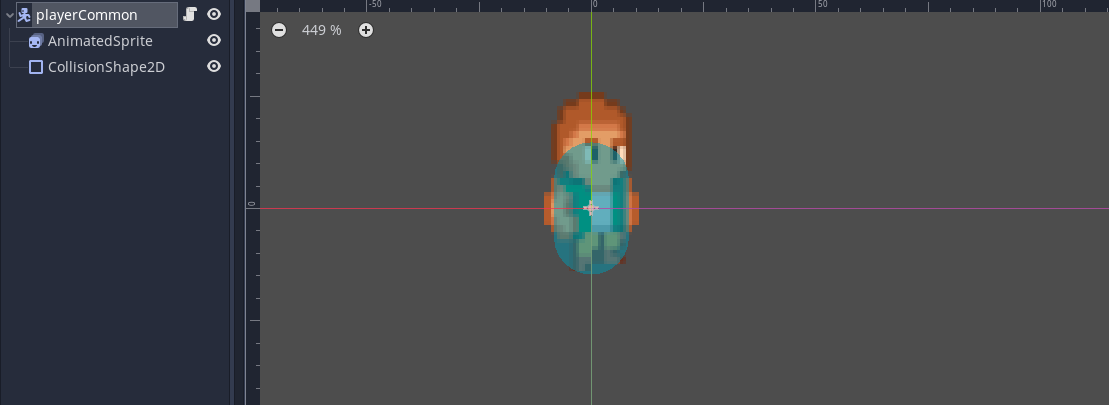 playerCommon
AnimatedSprite
CollisionShape2D
-50
0
50
100
449 %
0